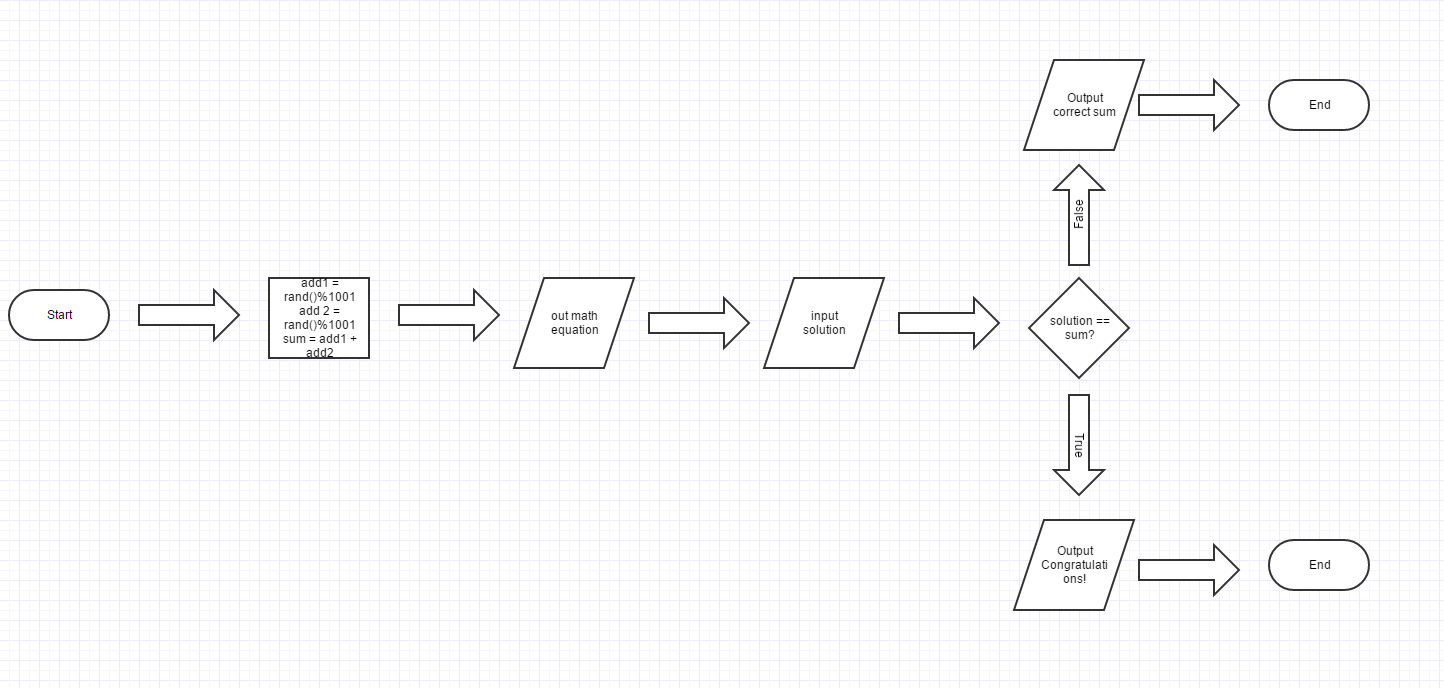 Start
add1 =
rand()%1001
add 2 =
rand()%1001
sum = add1 +
add2
out math
equation
input
solution
solution ==
sum?
False
Output
correct sum
End
True
Output
Congratulati
ons!
End